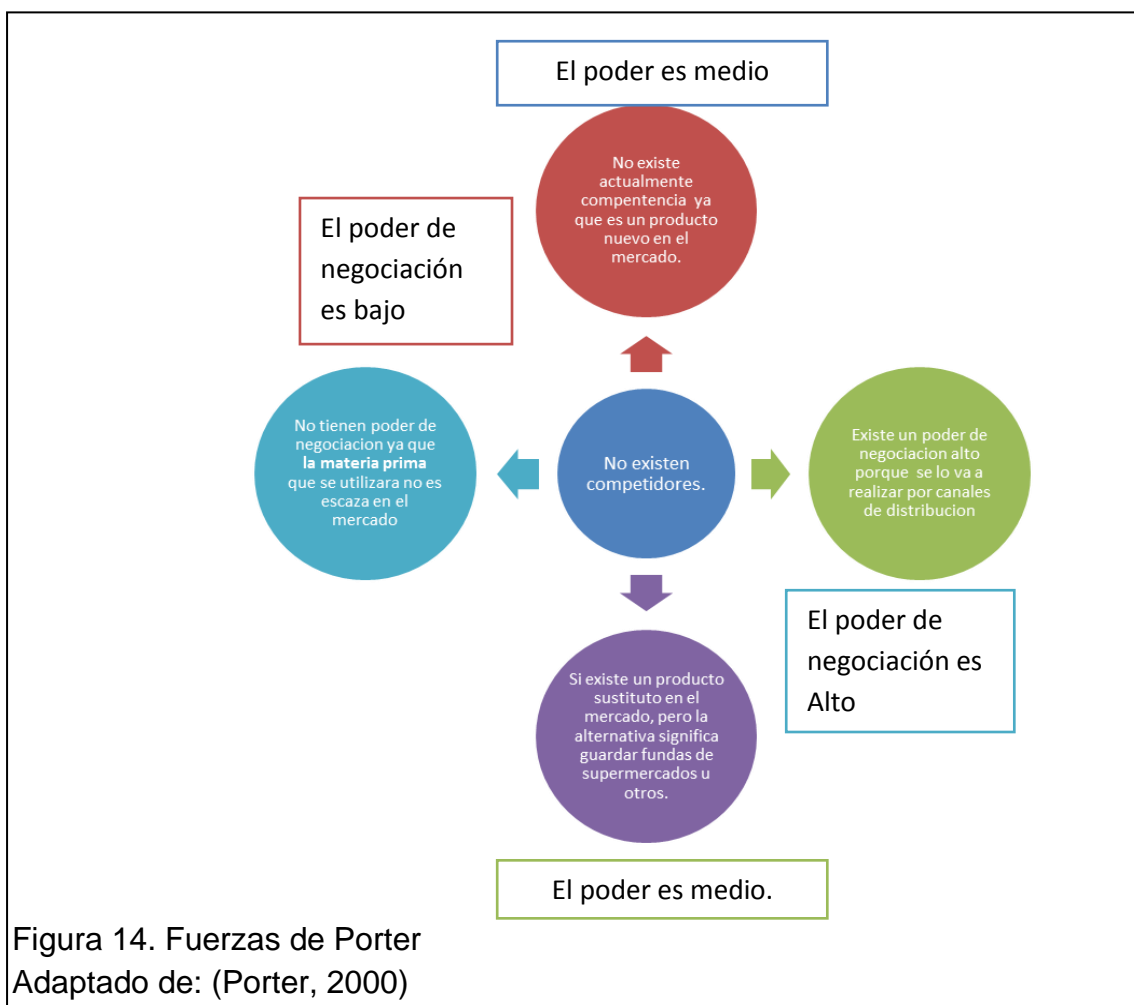 El poder es medio
No existe
actualmente
compentencia ya
que es un producto
nuevo en el
mercado.
El poder de
negociación
es bajo
No tienen poder de
negociacion ya que
la materia prima
que se utilizara no es
escaza en el
mercado
No existen
competidores.
Existe un poder de
negociacion alto
porque se lo va a
realizar por canales
de distribucion
El poder de
negociación es
Alto
Si existe un producto
sustituto en el
mercado, pero la
alternativa significa
guardar fundas de
supermercados u
otros.
El poder es medio.
Figura 14. Fuerzas de Porter
Adaptado de: (Porter, 2000)